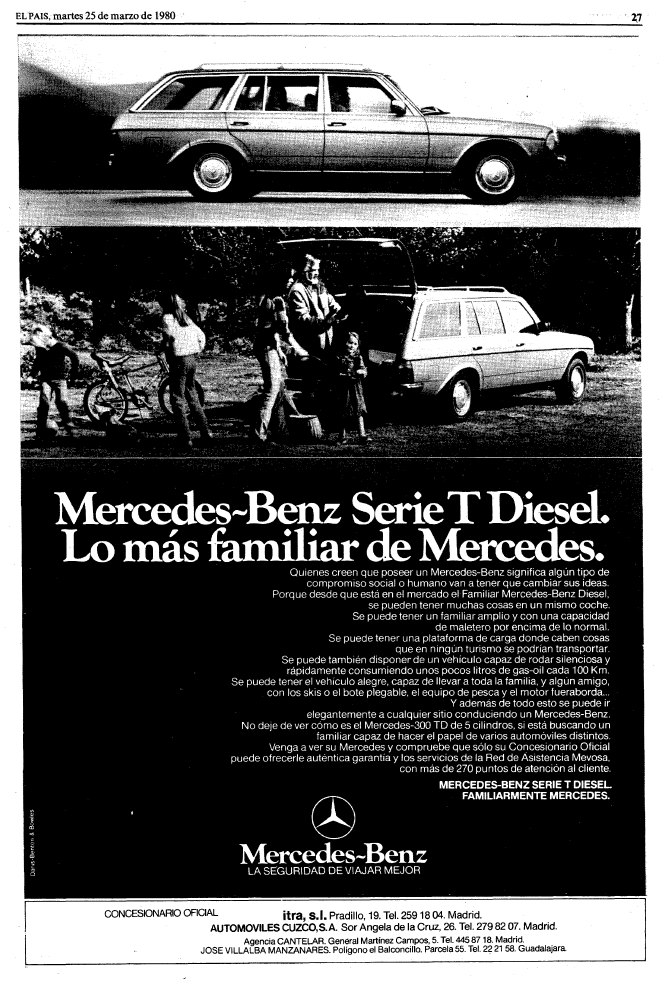 EL PAIS, martes 25 de marzo de 1980
27
Mercedes-Benz Serie T Diesel.
Lo más familiar de Mercedes.
Quienes creen que poseer un Mercedes-Benz significa algún tipo de
compromiso social o humano van a tener que cambiar sus ideas.
Porque desde que está en el mercado el Familiar Mercedes-Benz Diesel,
se pueden tener muchas cosas en un mismo coche.
Se puede tener un familiar amplio y con una capacidad
de maletero por encima de lo normal.
Se puede tener una plataforma de carga donde caben cosas
que en ningún turismo se podrían transportar.
Se puede también disponer de un vehículo capaz de rodar silenciosa y
rápidamente consumiendo unos pocos litros de gas-oil cada 100 Km.
Se puede tener el vehículo alegre, capaz de llevar a toda la familia, y algún amigo,
con los skis o el bote plegable, el equipo de pesca y el motor fueraborda...
Y además de todo esto se puede ir
elegantemente a cualquier sitio conduciendo un Mercedes-Benz.
No deje de ver cómo es el Mercedes-300 TD de 5 cilindros, si está buscando un
familiar capaz de hacer el papel de varios automóviles distintos.
Venga a ver su Mercedes y compruebe que sólo su Concesionario Oficial
puede ofrecerle auténtica garantía y los servicios de la Red de Asistencia Mevosa,
con más de 270 puntos de atención al cliente.
MERCEDES-BENZ SERIE T DIESEL.
FAMILIARMENTE MERCEDES.
Darus-Benton & Bowles
Mercedes-Benz
LA SEGURIDAD DE VIAJAR MEJOR
CONCESIONARIO OFICIAL
itra, s.l. Pradillo, 19. Tel. 259 18 04. Madrid.
AUTOMOVILES CUZCO, S.A. Sor Angela de la Cruz, 26. Tel. 279 82 07. Madrid.
Agencia CANTELAR. General Martínez Campos, 5. Tel. 445 87 18. Madrid.
JOSE VILLALBA MANZANARES. Polígono el Balconcillo. Parcela 55. Tel. 22 21 58. Guadalajara.